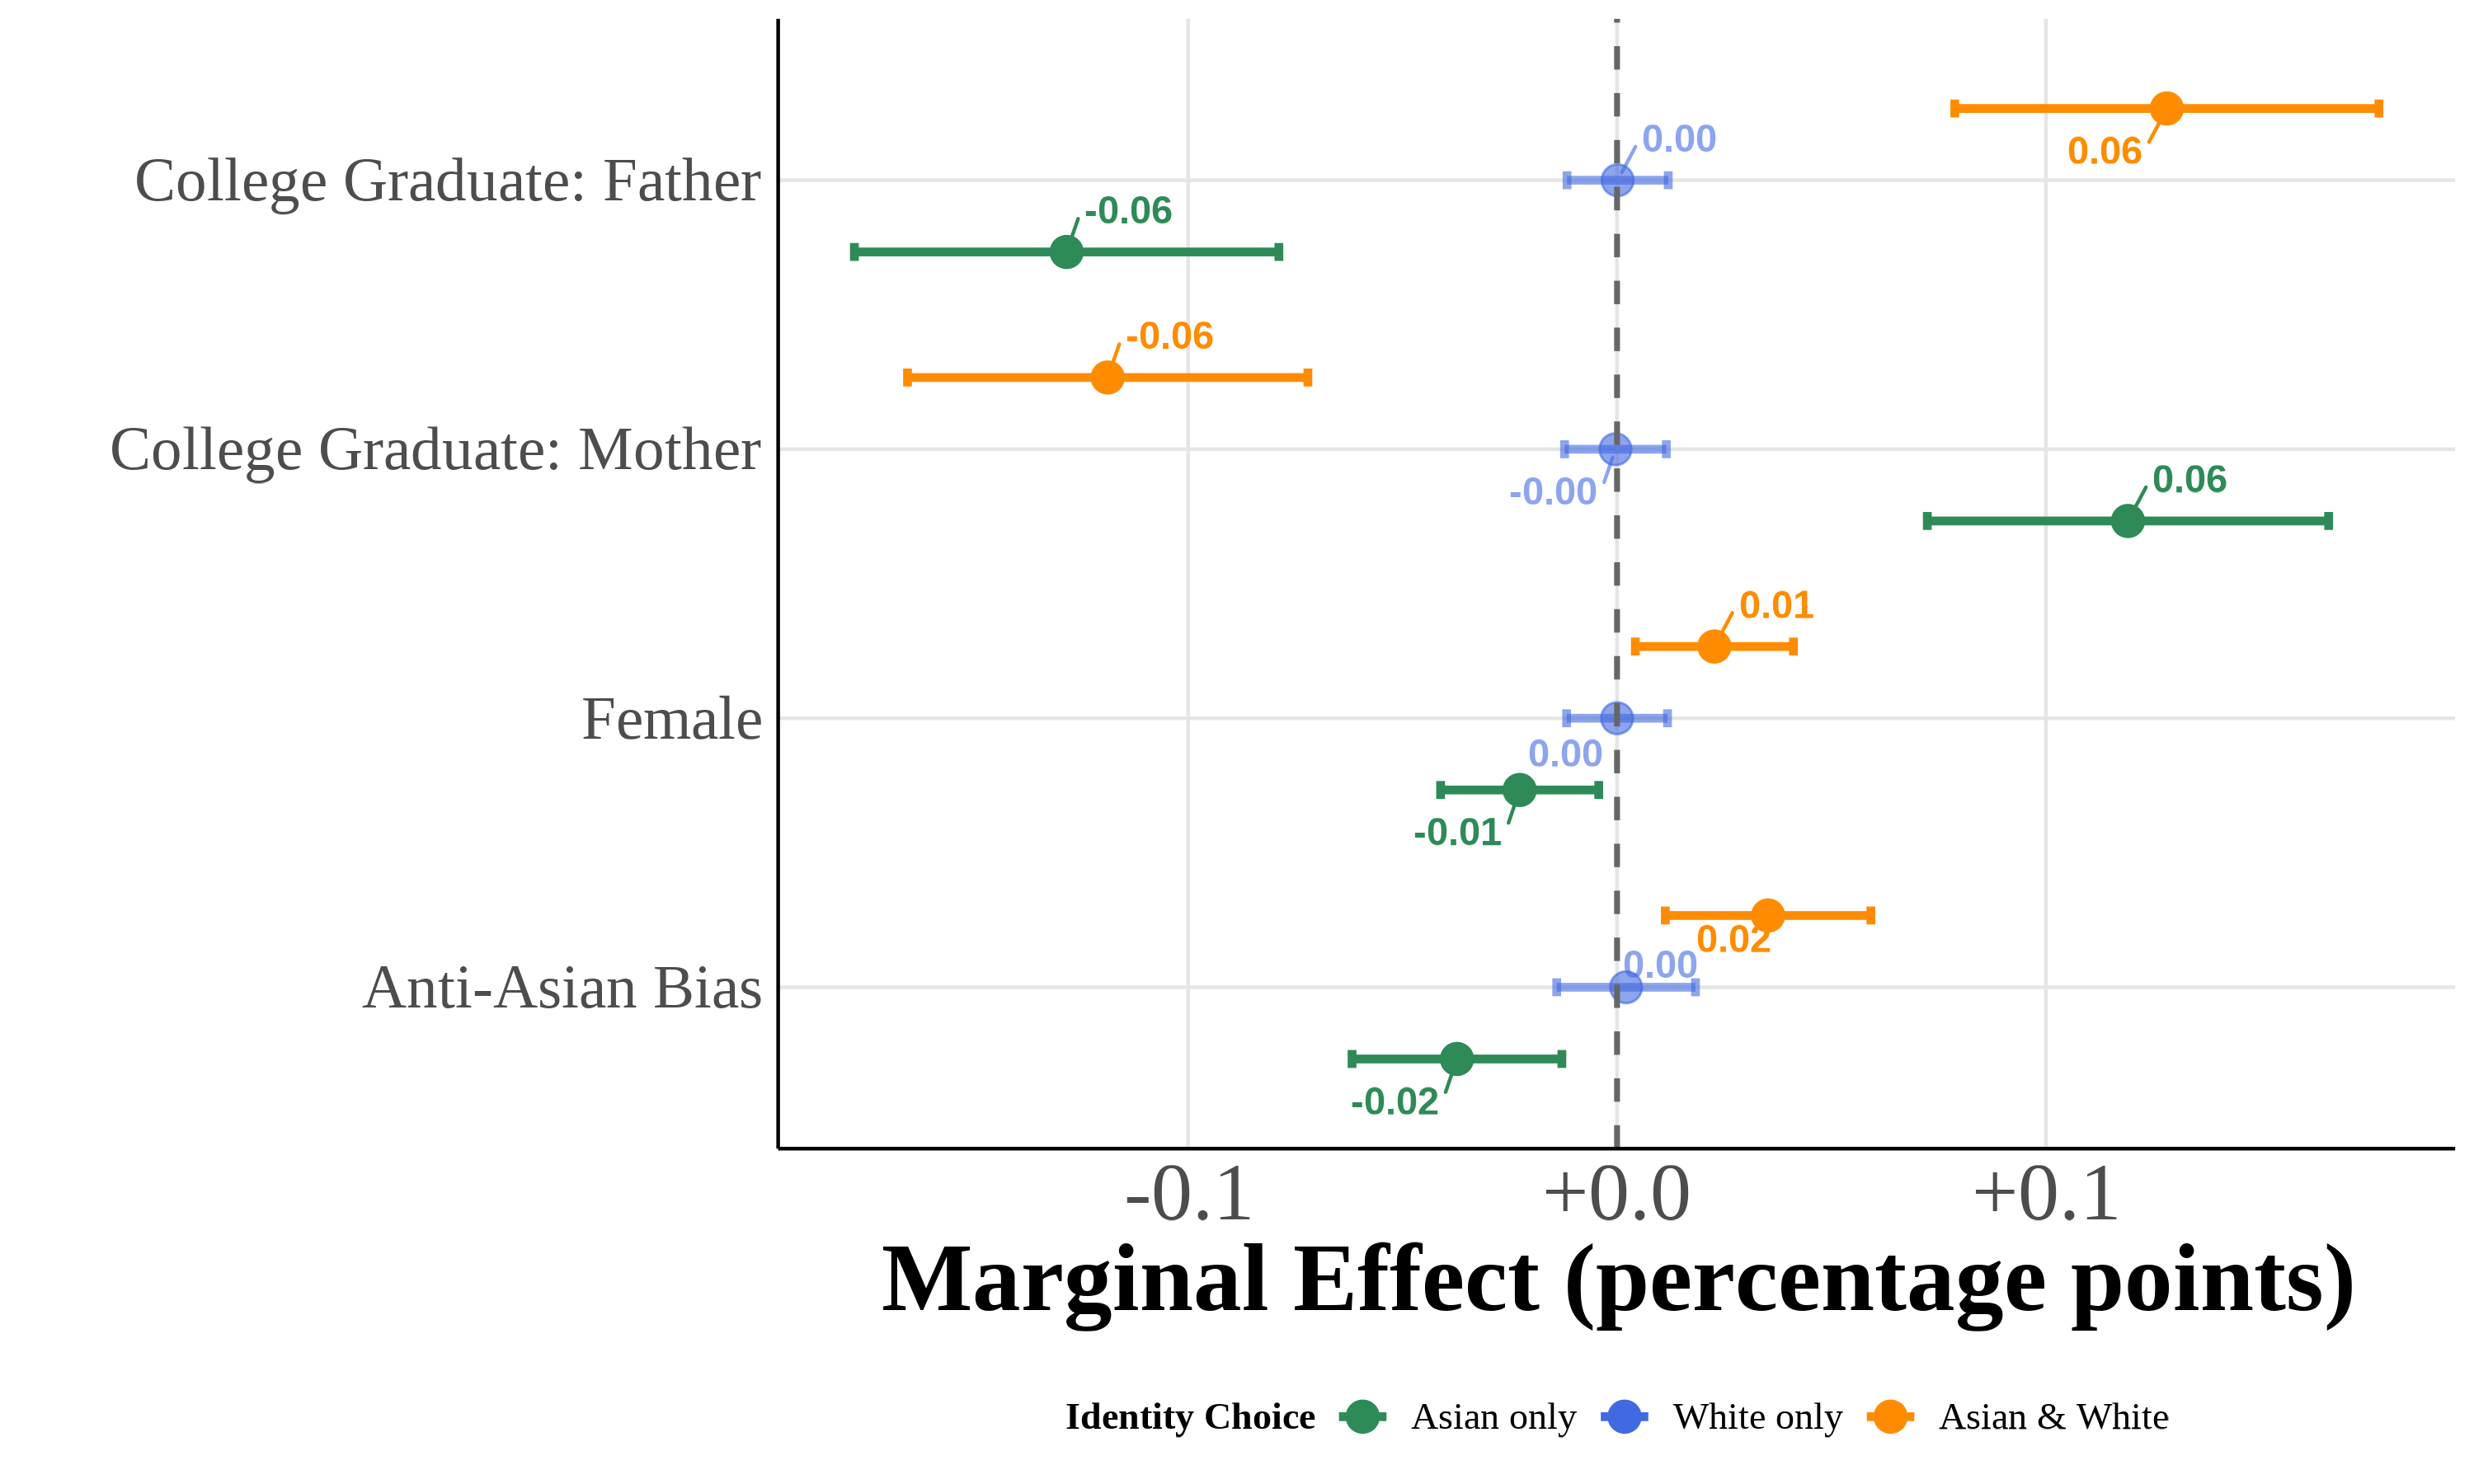 0.06
0.00
College Graduate: Father
-0.06
-0.06
College Graduate: Mother
0.06
-0.00
0.01
Female
0.00
-0.01
0.02
0.00
Anti-Asian Bias
-0.02
-0.1 +0.0 +0.1
Marginal Effect (percentage points)
Identity Choice Asian only White only Asian & White